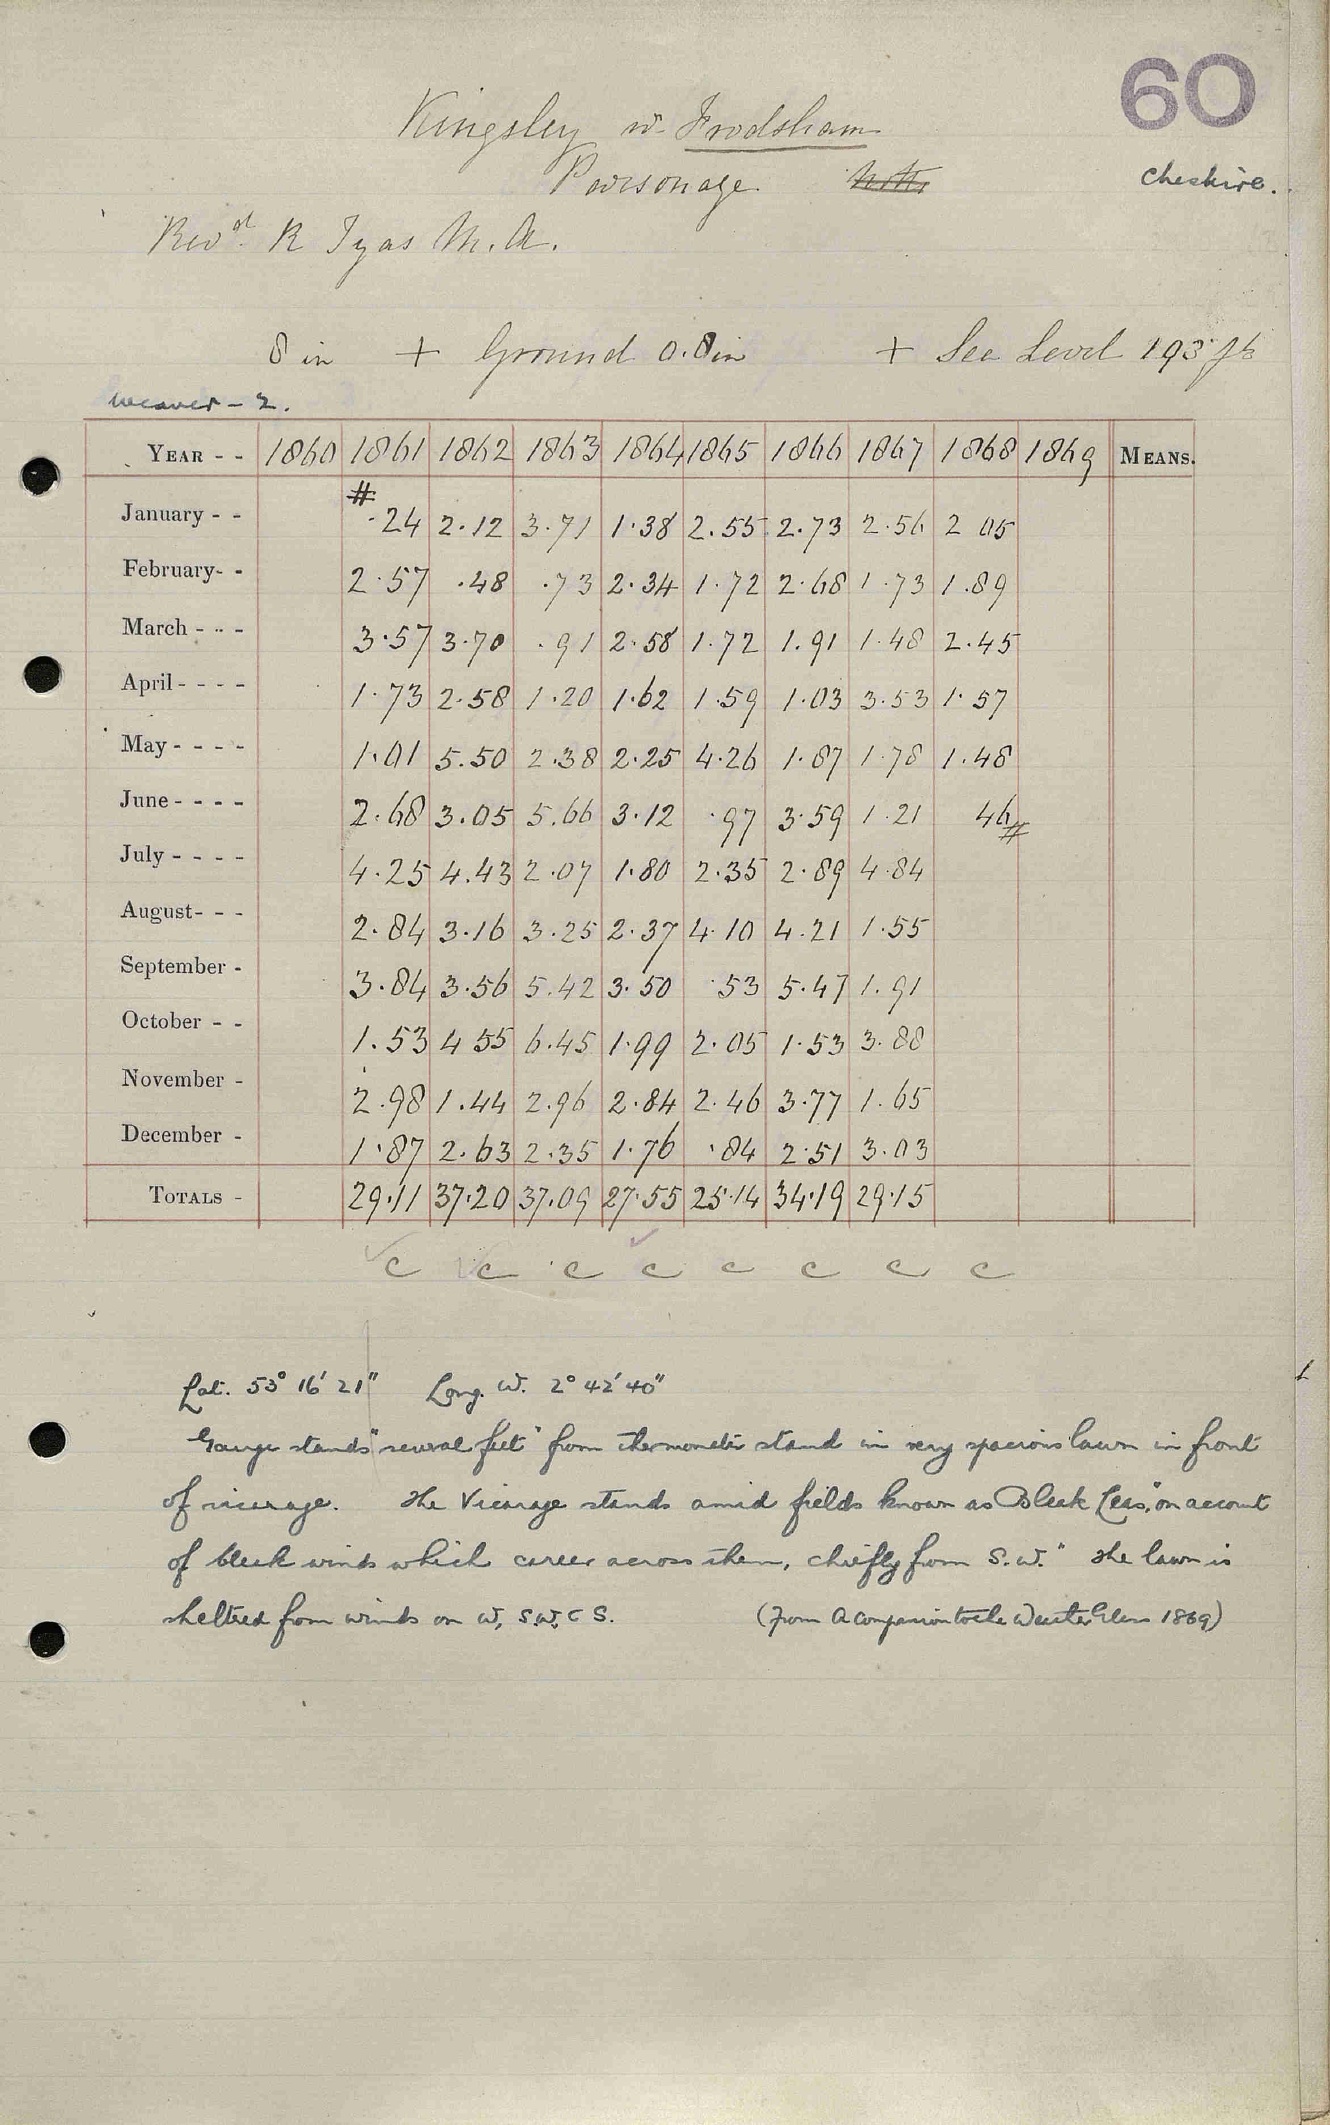 60
Kingsley nr Frodsham
Cheshire.
Parsonage
Revd. R Tyas M.A.
8 in + Ground 0.8in + Sea Level 193 ft
Weaver - 2.
YEAR - - 1860 1861 1862 1863 1864 1865 1866 1867 1868 1869 MEANS.
#
January - - .24 2.12 3.71 1.38 2.55 2.73 2.56 2 05
February- - 2.57 .48 .73 2.34 1.72 2.68 1.73 1.89
March - - - 3.57 3.70 .91 2.58 1.72 1.91 1.48 2.45
April - - - - 1.73 2.58 1.20 1.62 1.59 1.03 3.53 1.57
May - - - - 1.01 5.50 2.38 2.25 4.26 1.87 1.78 1.48
June - - - - 2.68 3.05 5.66 3.12 .97 3.59 1.21 46 #
July - - - - 4.25 4.43 2.07 1.80 2.35 2.89 4.84
August- - - 2.84 3.16 3.25 2.37 4.10 4.21 1.55
September - 3.84 3.56 5.42 3.50 .53 5.47 1.91
October - - 1.53 4 55 6.45 1.99 2.05 1.53 3.88
November - 2.98 1.44 2.96 2.84 2.46 3.77 1.65
December - 1.87 2.63 2.35 1.76 .84 2.51 3.03
TOTALS - 29.11 37.20 37.09 27.55 25.14 34.19 29.15
c c c c c c c c
Lat. 53° 16' 21" Long. W. 2° 42' 40"
Gauge stands "several feet" from thermometer stand in very spacious lawn in front
of vicarage. The Vicarage stands amid fields known as Bleak Leas, "on account
of bleak winds which career across them, chiefly from S.W." The lawn is
sheltered from winds on W, S.W. & S. (From A Companion to the Weather Glass 1869)